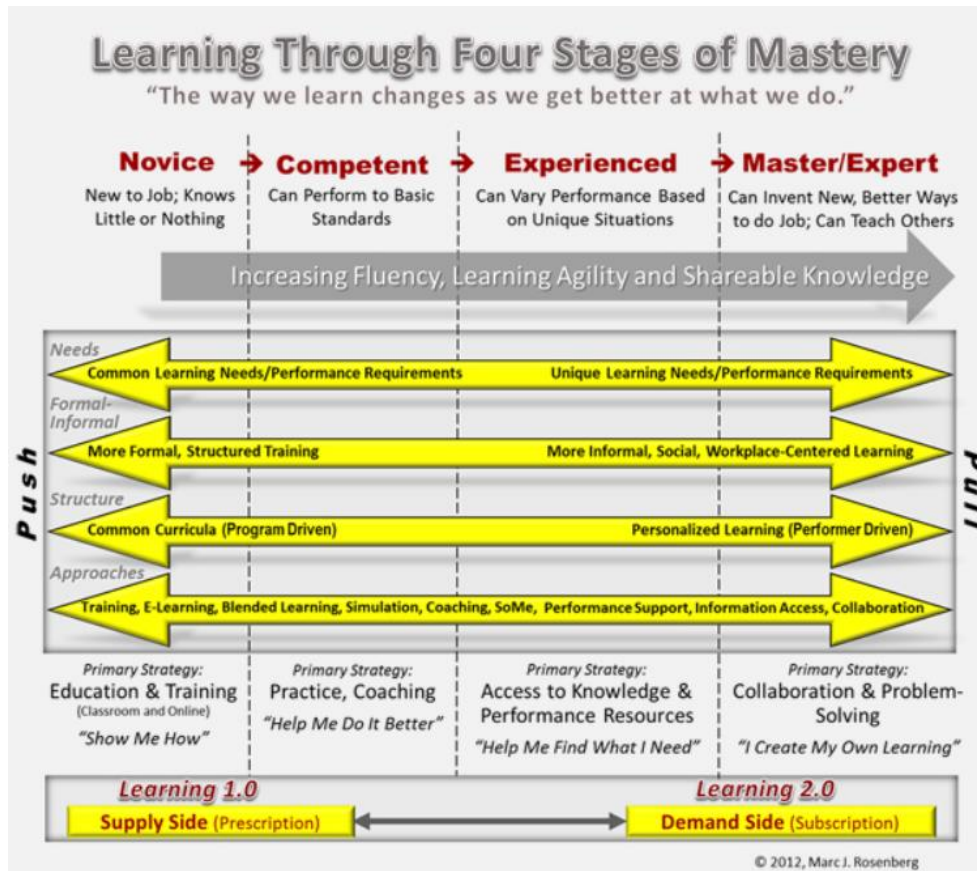 Learning Through Four Stages of Mastery
“The way we learn changes as we get better at what we do.”
Novice → Competent → Experienced → Master/Expert
New to Job; Knows
Little or Nothing
Can Perform to Basic
Standards
Can Vary Performance Based
on Unique Situations
Can Invent New, Better Ways
to do Job; Can Teach Others
Increasing Fluency, Learning Agility and Shareable Knowledge
Push
Pull
Needs
Common Learning Needs/Performance Requirements
Unique Learning Needs/Performance Requirements
Formal-
Informal
More Formal, Structured Training
More Informal, Social, Workplace-Centered Learning
Structure
Common Curricula (Program Driven)
Personalized Learning (Performer Driven)
Approaches
Training, E-Learning, Blended Learning, Simulation, Coaching, SoMe, Performance Support, Information Access, Collaboration
Primary Strategy:
Education & Training
(Classroom and Online)
“Show Me How”
Primary Strategy:
Practice, Coaching
“Help Me Do It Better”
Primary Strategy:
Access to Knowledge &
Performance Resources
“Help Me Find What I Need”
Primary Strategy:
Collaboration & Problem-
Solving
“I Create My Own Learning”
Learning 1.0
Supply Side (Prescription)
Learning 2.0
Demand Side (Subscription)
© 2012, Marc J. Rosenberg